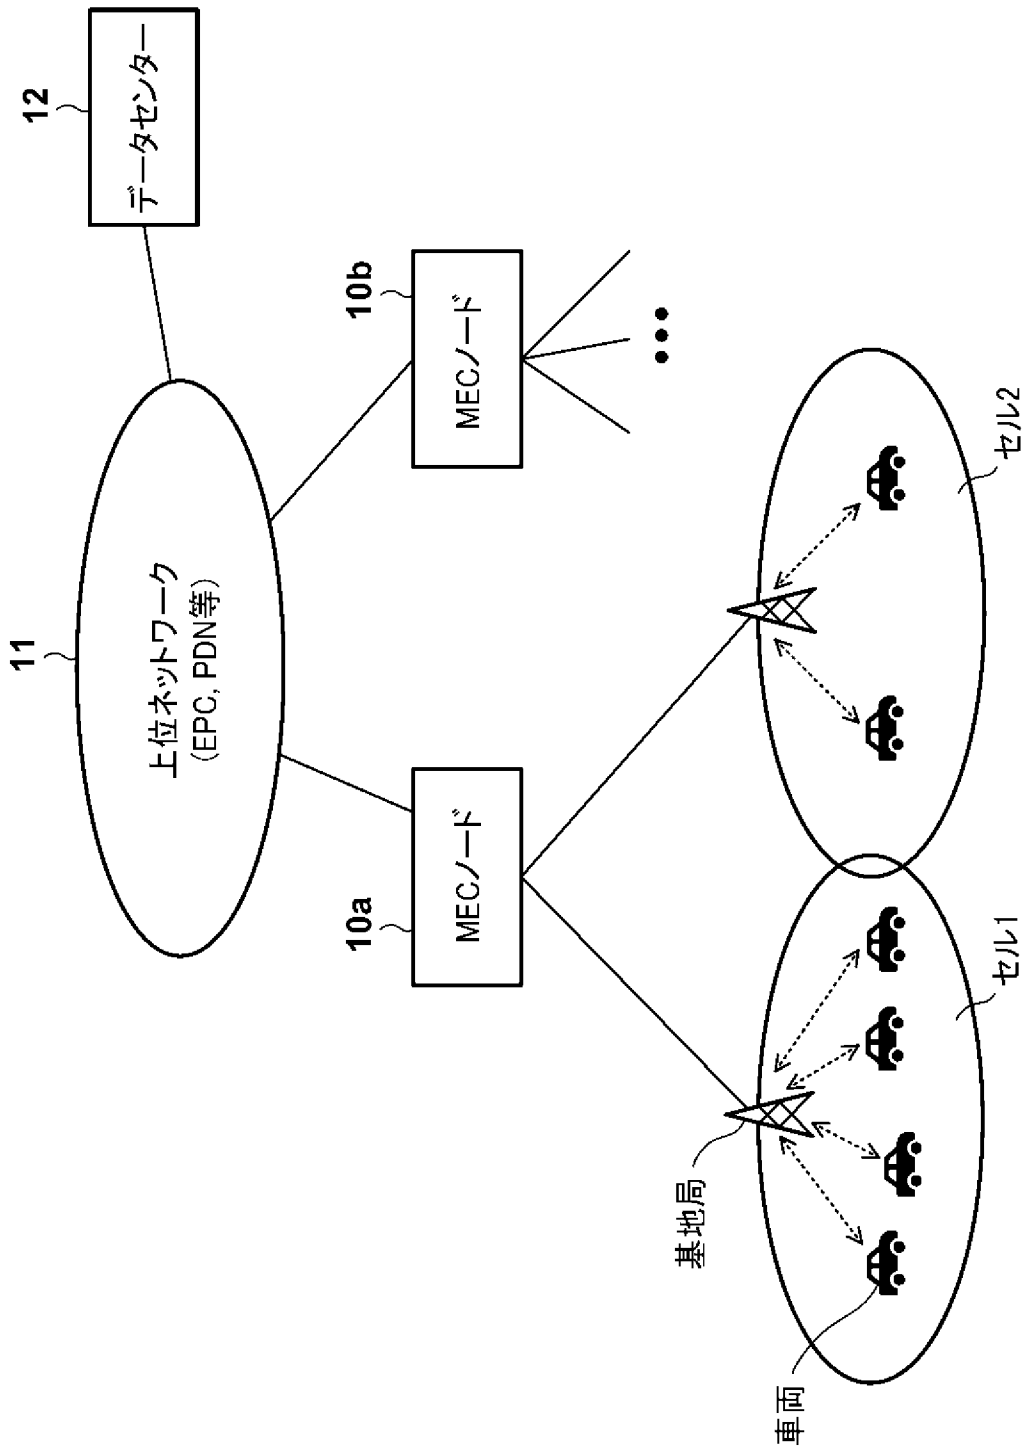 12
データセンター
11
上位ネットワーク
(EPC, PDN等)
10a
MECノード
10b
MECノード
基地局
車両
セル1
セル2